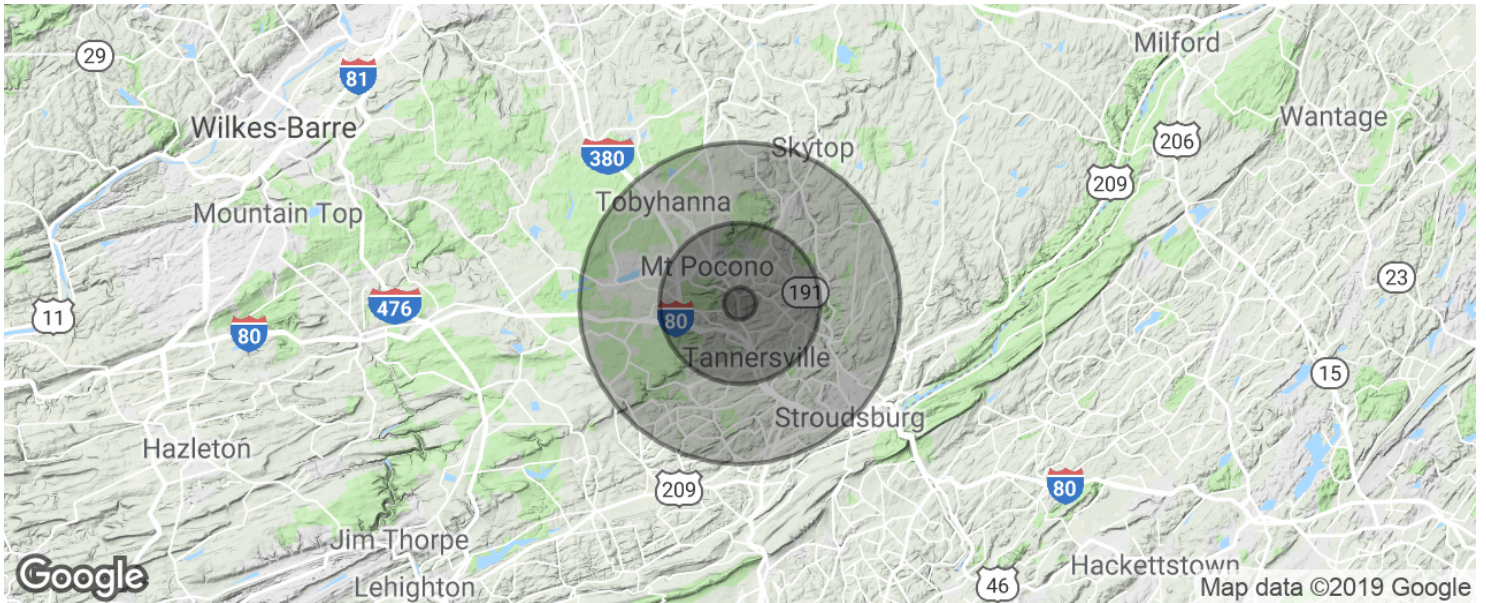 Milford
29
81
Wantage
Wilkes-Barre
206
Skytop
380
209
Tobyhanna
Mountain Top
Mt Pocono
23
191
476
11
80
80
Tannersville
15
Stroudsburg
Hazleton
209
80
Jim Thorpe
Hackettstown
Google
Lehighton
46
Map data ©2019 Google